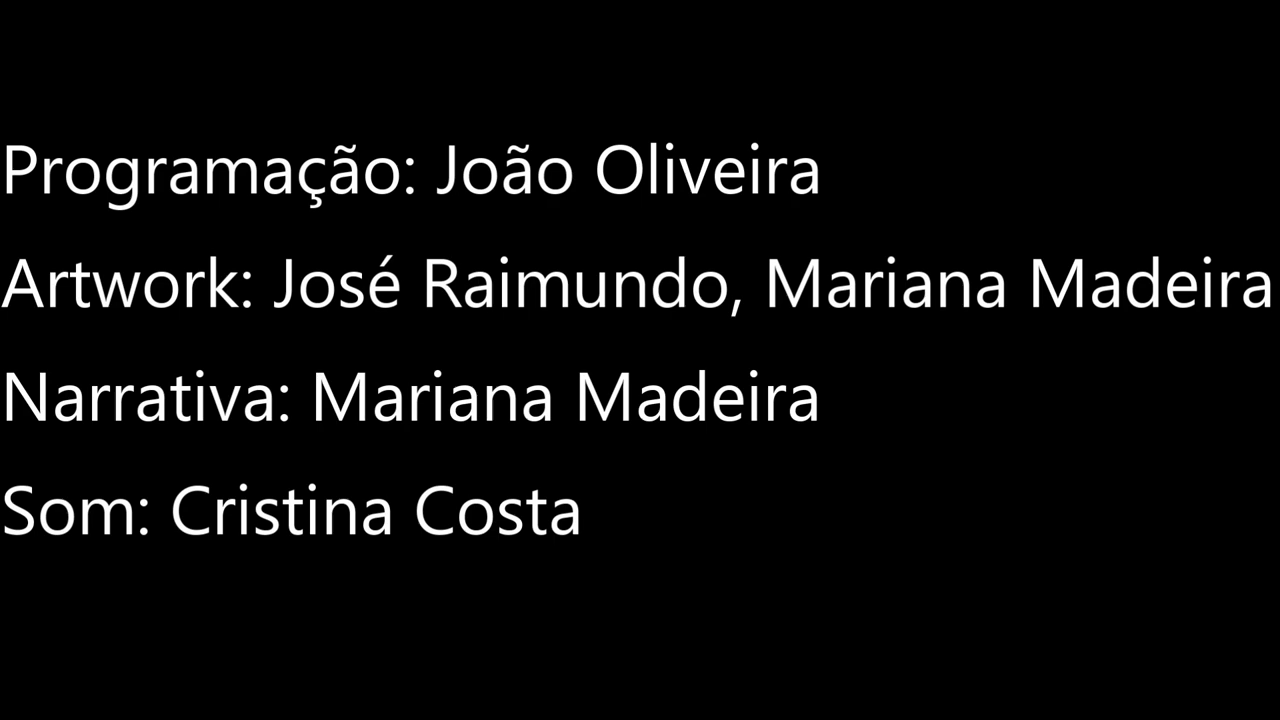 Programação: João Oliveira
Artwork: José Raimundo, Mariana Madeira
Narrativa: Mariana Madeira
Som: Cristina Costa